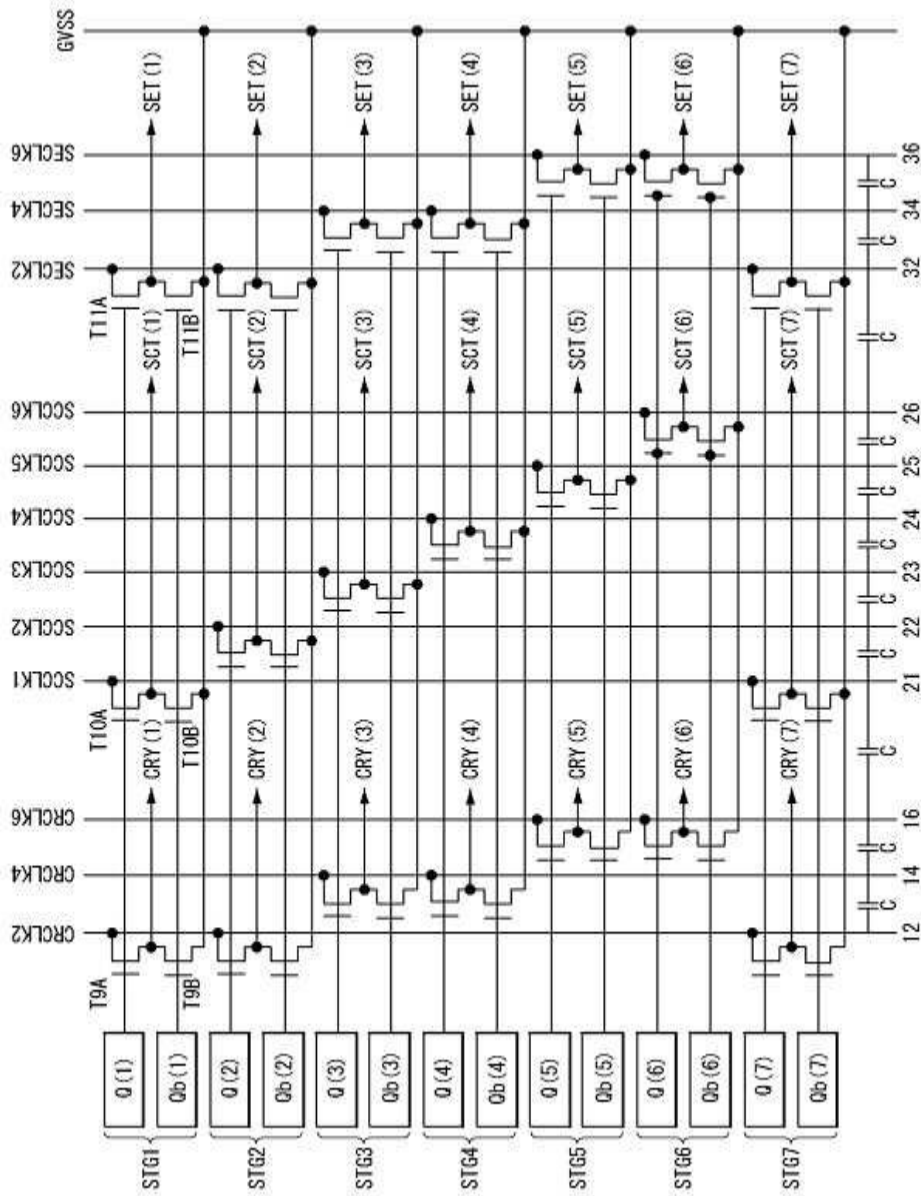 CRCLK2 CRCLK4 CRCLK6 SCCLK1 SCCLK2 SCCLK3 SCCLK4 SCCLK5 SCCLK6 SECLK2 SECLK4 SECLK6 GVSS
T9A T10A T11A
STG1 Q(1) CRY(1) SCT(1) SET(1)
Qb(1) T9B T10B T11B
STG2 Q(2) CRY(2) SCT(2) SET(2)
Qb(2)
STG3 Q(3) CRY(3) SCT(3) SET(3)
Qb(3)
STG4 Q(4) CRY(4) SCT(4) SET(4)
Qb(4)
STG5 Q(5) CRY(5) SCT(5) SET(5)
Qb(5)
STG6 Q(6) CRY(6) SCT(6) SET(6)
Qb(6)
STG7 Q(7) CRY(7) SCT(7) SET(7)
Qb(7)
C C C C C C C C C C C
12 14 16 21 22 23 24 25 26 32 34 36